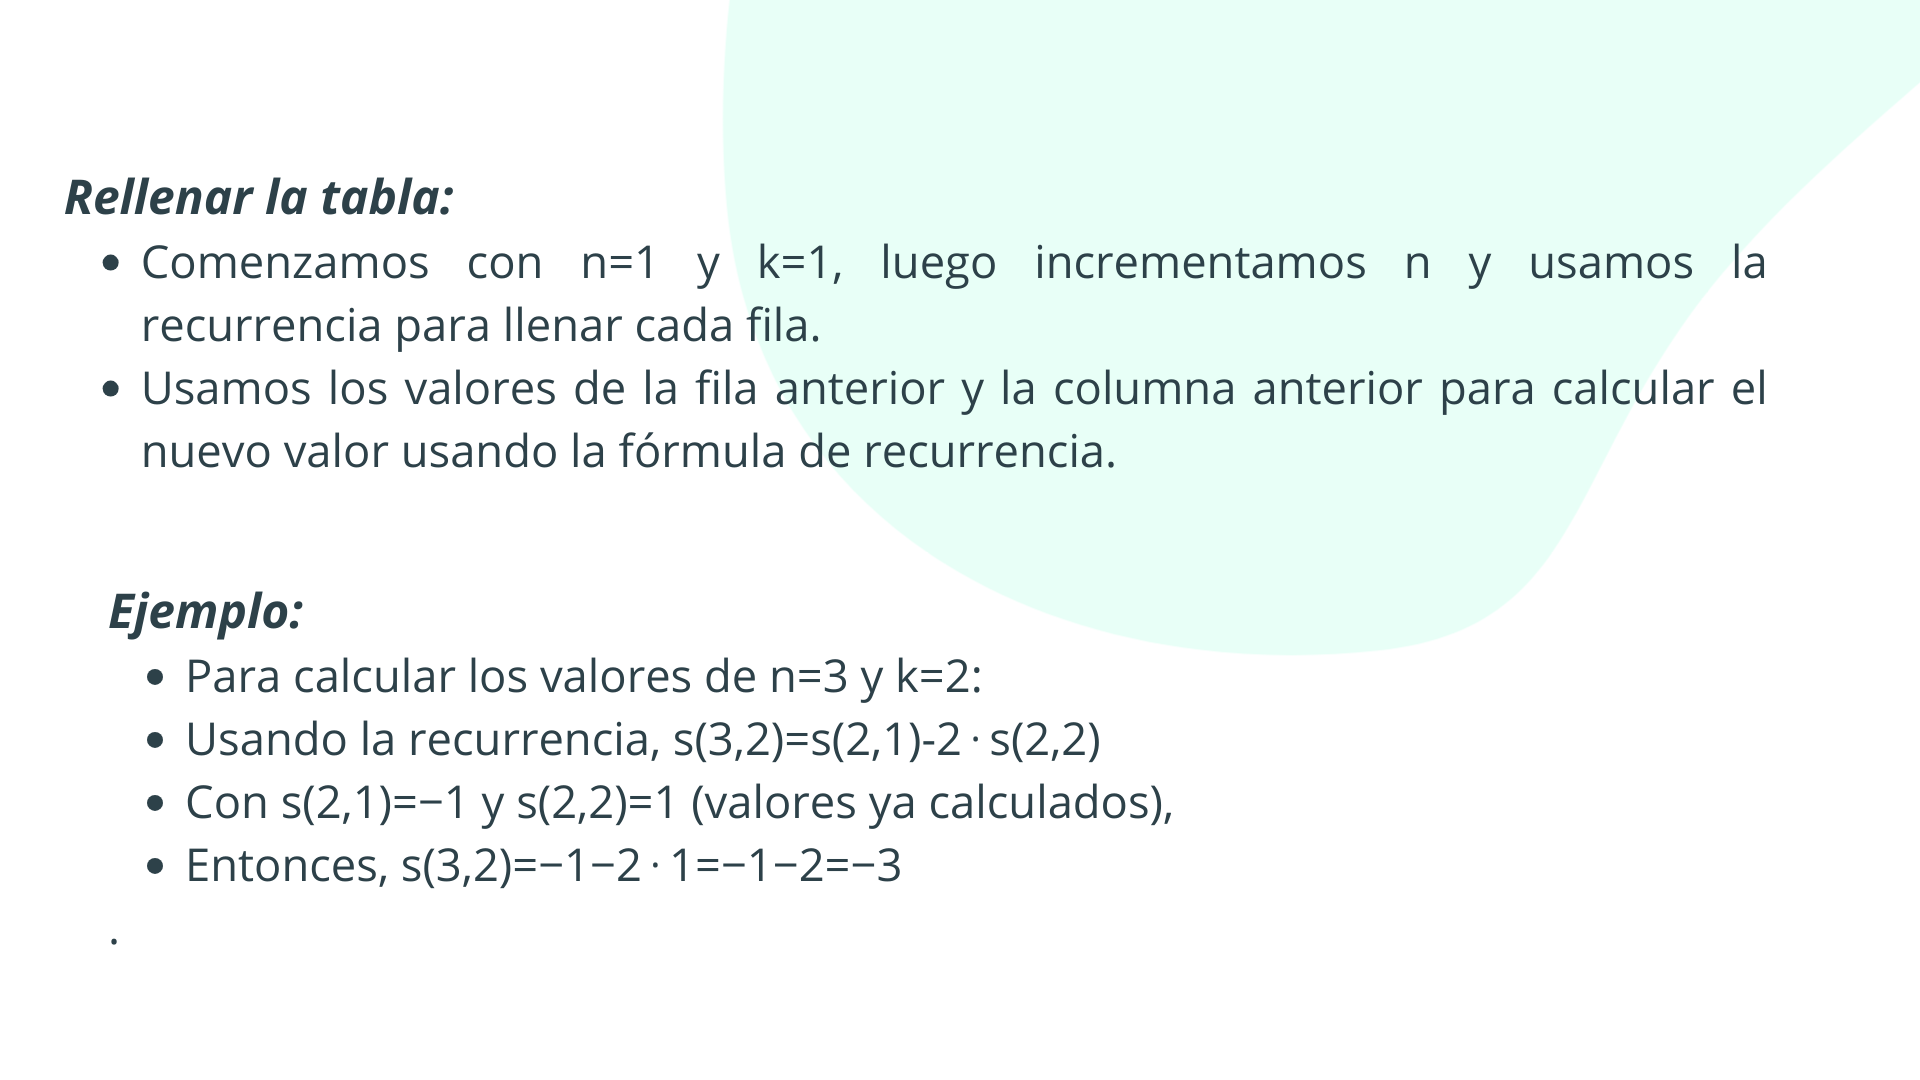 Rellenar la tabla:
• Comenzamos con n=1 y k=1, luego incrementamos n y usamos la
recurrencia para llenar cada fila.
• Usamos los valores de la fila anterior y la columna anterior para calcular el
nuevo valor usando la fórmula de recurrencia.
Ejemplo:
• Para calcular los valores de n=3 y k=2:
• Usando la recurrencia, s(3,2)=s(2,1)-2⋅s(2,2)
• Con s(2,1)=−1 y s(2,2)=1 (valores ya calculados),
• Entonces, s(3,2)=−1−2⋅1=−1−2=−3
.